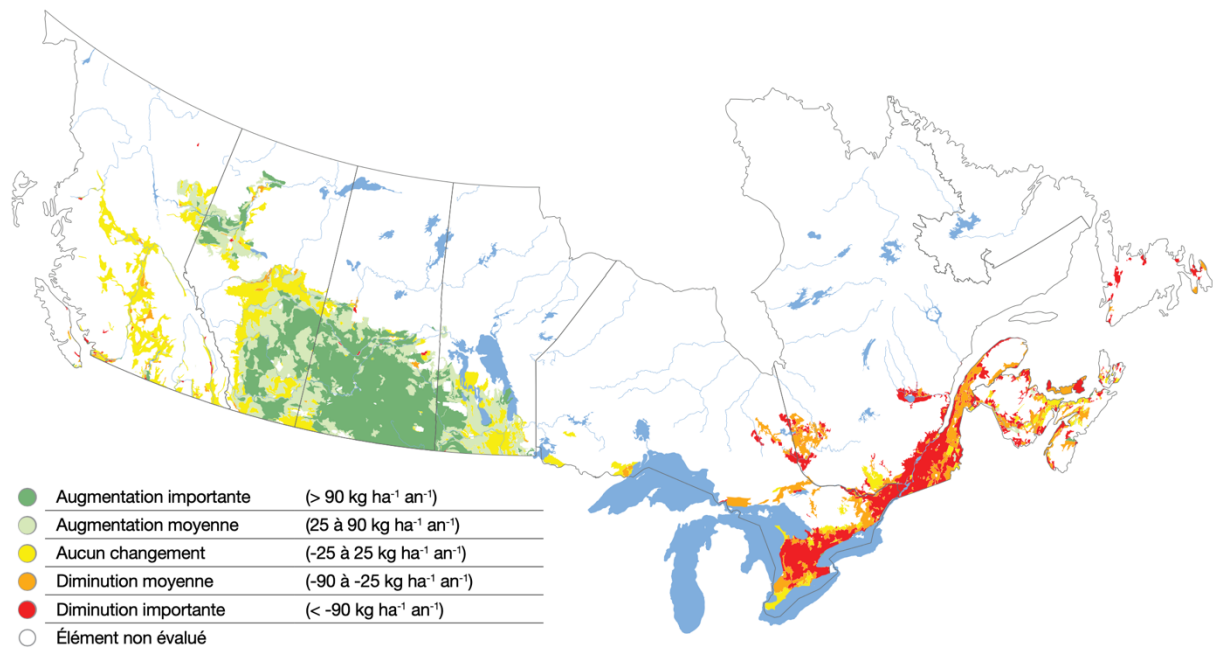 Augmentation importante (> 90 kg ha⁻¹ an⁻¹)
Augmentation moyenne (25 à 90 kg ha⁻¹ an⁻¹)
Aucun changement (-25 à 25 kg ha⁻¹ an⁻¹)
Diminution moyenne (-90 à -25 kg ha⁻¹ an⁻¹)
Diminution importante (< -90 kg ha⁻¹ an⁻¹)
Élément non évalué